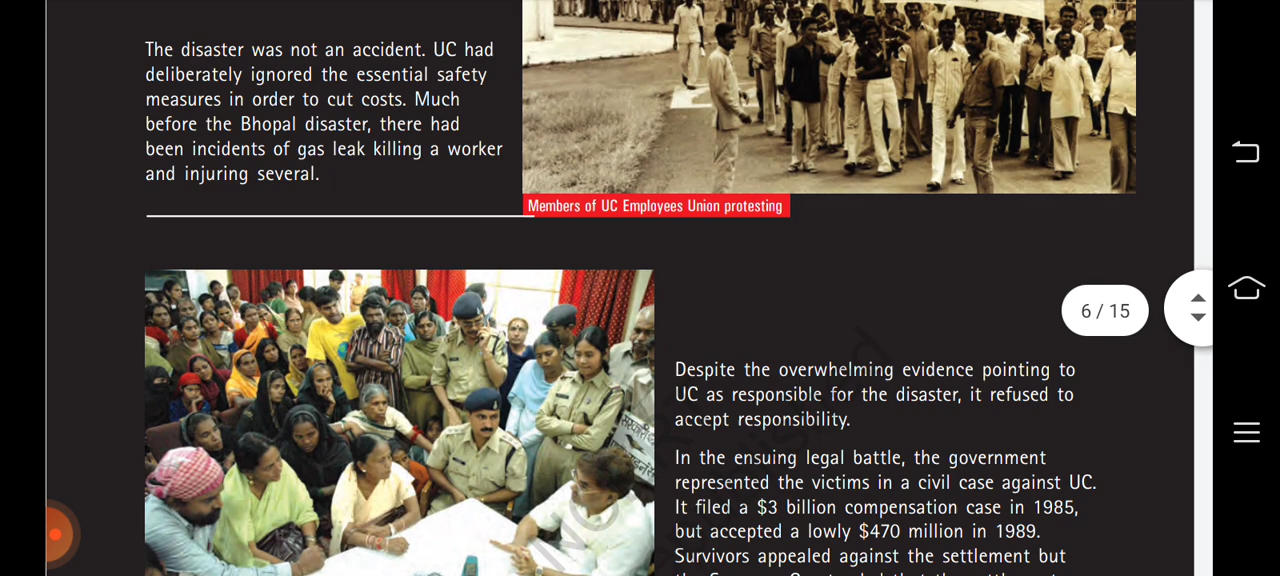 The disaster was not an accident. UC had
deliberately ignored the essential safety
measures in order to cut costs. Much
before the Bhopal disaster, there had
been incidents of gas leak killing a worker
and injuring several.
Members of UC Employees Union protesting
6 / 15
Despite the overwhelming evidence pointing to
UC as responsible for the disaster, it refused to
accept responsibility.
In the ensuing legal battle, the government
represented the victims in a civil case against UC.
It filed a $3 billion compensation case in 1985,
but accepted a lowly $470 million in 1989.
Survivors appealed against the settlement but